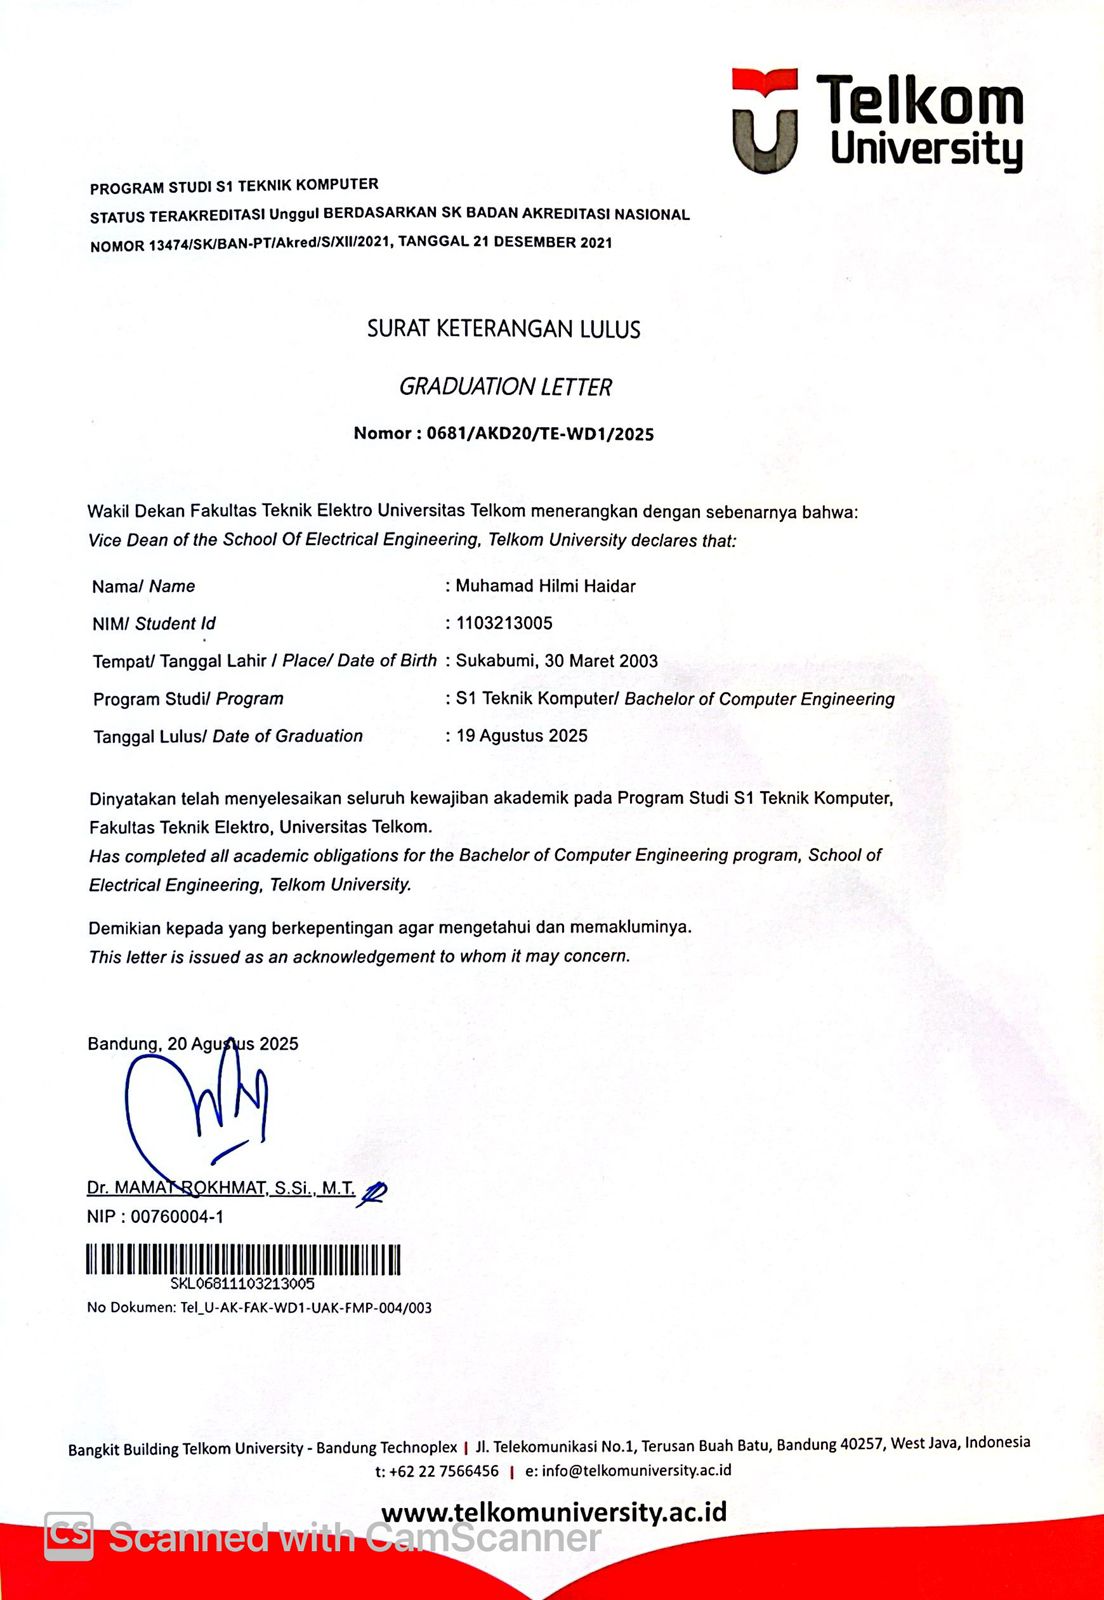 Telkom
University
PROGRAM STUDI S1 TEKNIK KOMPUTER
STATUS TERAKREDITASI Unggul BERDASARKAN SK BADAN AKREDITASI NASIONAL
NOMOR 13474/SK/BAN-PT/Akred/S/XII/2021, TANGGAL 21 DESEMBER 2021
SURAT KETERANGAN LULUS
GRADUATION LETTER
Nomor : 0681/AKD20/TE-WD1/2025
Wakil Dekan Fakultas Teknik Elektro Universitas Telkom menerangkan dengan sebenarnya bahwa:
Vice Dean of the School Of Electrical Engineering, Telkom University declares that:
Nama/ Name : Muhamad Hilmi Haidar
NIM/ Student Id : 1103213005
Tempat/ Tanggal Lahir / Place/ Date of Birth : Sukabumi, 30 Maret 2003
Program Studi/ Program : S1 Teknik Komputer/ Bachelor of Computer Engineering
Tanggal Lulus/ Date of Graduation : 19 Agustus 2025
Dinyatakan telah menyelesaikan seluruh kewajiban akademik pada Program Studi S1 Teknik Komputer,
Fakultas Teknik Elektro, Universitas Telkom.
Has completed all academic obligations for the Bachelor of Computer Engineering program, School of
Electrical Engineering, Telkom University.
Demikian kepada yang berkepentingan agar mengetahui dan memakluminya.
This letter is issued as an acknowledgement to whom it may concern.
Bandung, 20 Agustus 2025
Dr. MAMAT ROKHMAT, S.Si., M.T.
NIP : 00760004-1
SKL06811103213005
No Dokumen: Tel_U-AK-FAK-WD1-UAK-FMP-004/003
Bangkit Building Telkom University - Bandung Technoplex | Jl. Telekomunikasi No.1, Terusan Buah Batu, Bandung 40257, West Java, Indonesia
t: +62 22 7566456 | e: info@telkomuniversity.ac.id
www.telkomuniversity.ac.id
CS Scanned with CamScanner